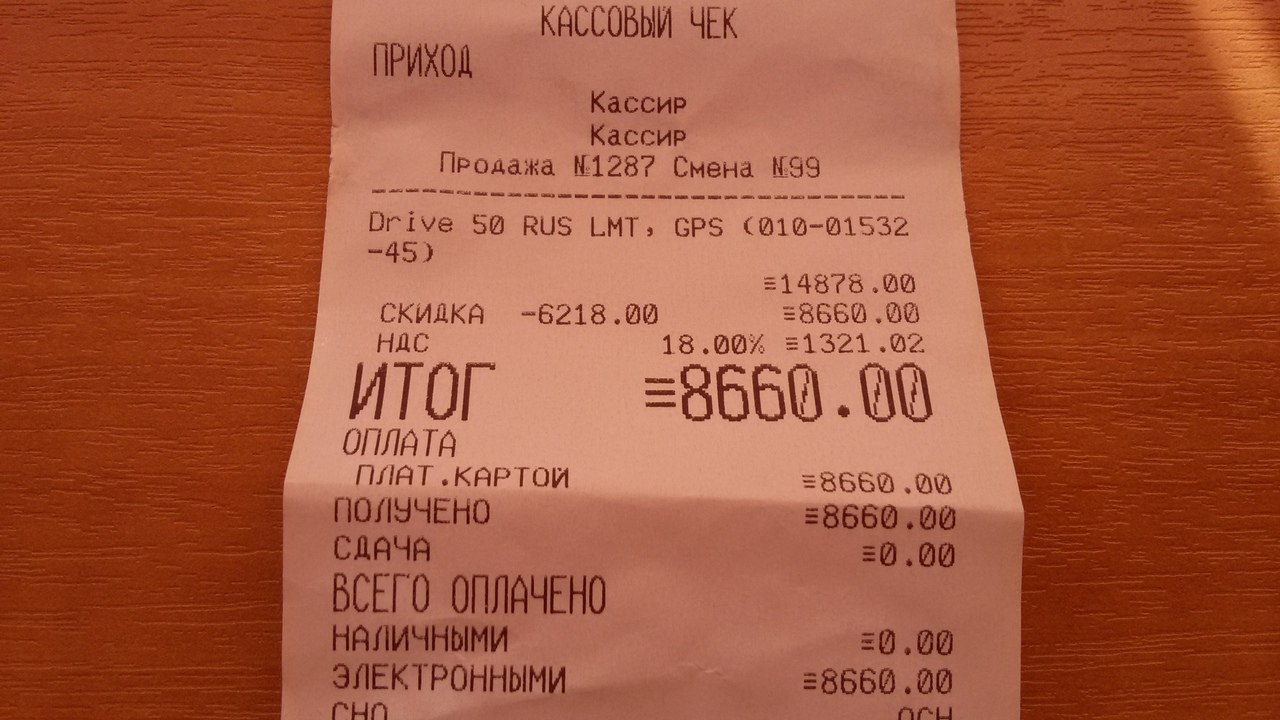 КАССОВЫЙ ЧЕК
ПРИХОД
Кассир
Кассир
Продажа №1287 Смена №99
Drive 50 RUS LMT, GPS (010-01532
-45)
≡14878.00
СКИДКА -6218.00 ≡8660.00
НДС 18.00% ≡1321.02
ИТОГ ≡8660.00
ОПЛАТА
ПЛАТ.КАРТОЙ ≡8660.00
ПОЛУЧЕНО ≡8660.00
СДАЧА ≡0.00
ВСЕГО ОПЛАЧЕНО
НАЛИЧНЫМИ ≡0.00
ЭЛЕКТРОННЫМИ ≡8660.00
СНО ОСН